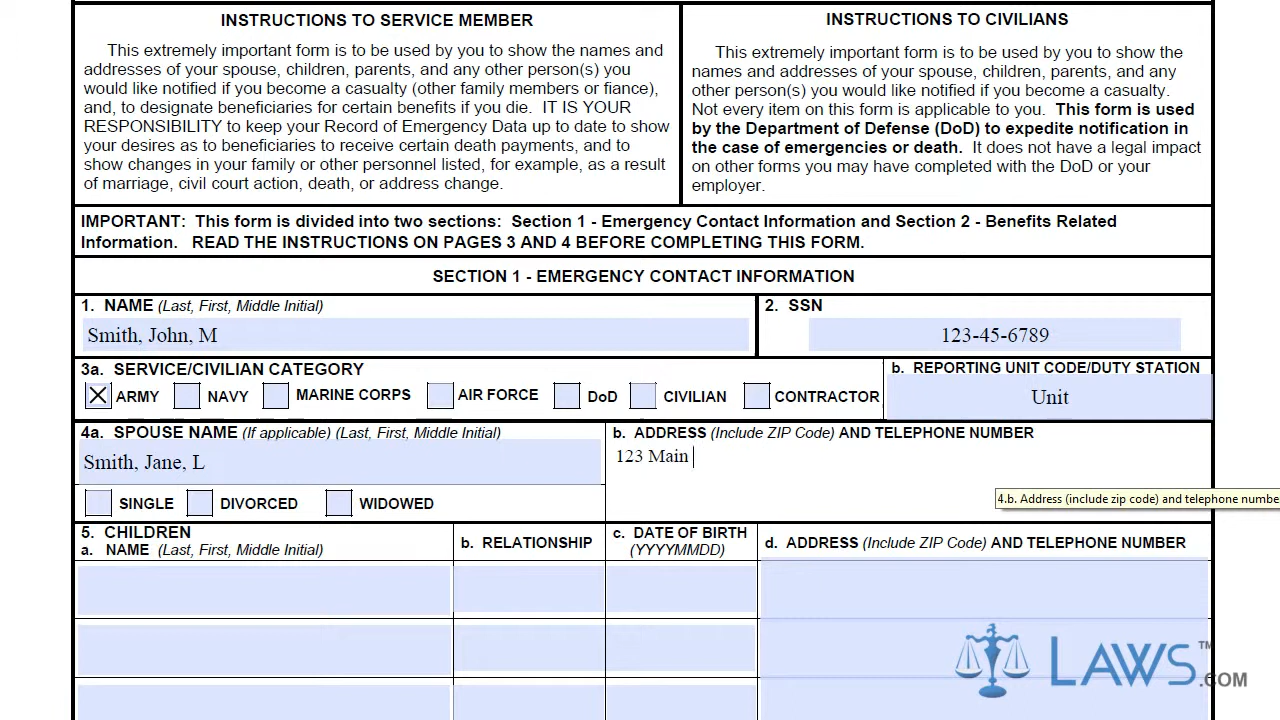 INSTRUCTIONS TO SERVICE MEMBER
This extremely important form is to be used by you to show the names and
addresses of your spouse, children, parents, and any other person(s) you
would like notified if you become a casualty (other family members or fiance),
and, to designate beneficiaries for certain benefits if you die. IT IS YOUR
RESPONSIBILITY to keep your Record of Emergency Data up to date to show
your desires as to beneficiaries to receive certain death payments, and to
show changes in your family or other personnel listed, for example, as a result
of marriage, civil court action, death, or address change.
INSTRUCTIONS TO CIVILIANS
This extremely important form is to be used by you to show the
names and addresses of your spouse, children, parents, and any
other person(s) you would like notified if you become a casualty.
Not every item on this form is applicable to you. This form is used
by the Department of Defense (DoD) to expedite notification in
the case of emergencies or death. It does not have a legal impact
on other forms you may have completed with the DoD or your
employer.
IMPORTANT: This form is divided into two sections: Section 1 - Emergency Contact Information and Section 2 - Benefits Related
Information. READ THE INSTRUCTIONS ON PAGES 3 AND 4 BEFORE COMPLETING THIS FORM.
SECTION 1 - EMERGENCY CONTACT INFORMATION
1. NAME (Last, First, Middle Initial)
Smith, John, M
2. SSN
123-45-6789
3a. SERVICE/CIVILIAN CATEGORY
ARMY NAVY MARINE CORPS AIR FORCE DoD CIVILIAN CONTRACTOR
b. REPORTING UNIT CODE/DUTY STATION
Unit
4a. SPOUSE NAME (If applicable) (Last, First, Middle Initial)
Smith, Jane, L
SINGLE DIVORCED WIDOWED
b. ADDRESS (Include ZIP Code) AND TELEPHONE NUMBER
123 Main
4.b. Address (include zip code) and telephone numbe
5. CHILDREN
a. NAME (Last, First, Middle Initial)
b. RELATIONSHIP
c. DATE OF BIRTH
(YYYYMMDD)
d. ADDRESS (Include ZIP Code) AND TELEPHONE NUMBER
LAWS.COM TM